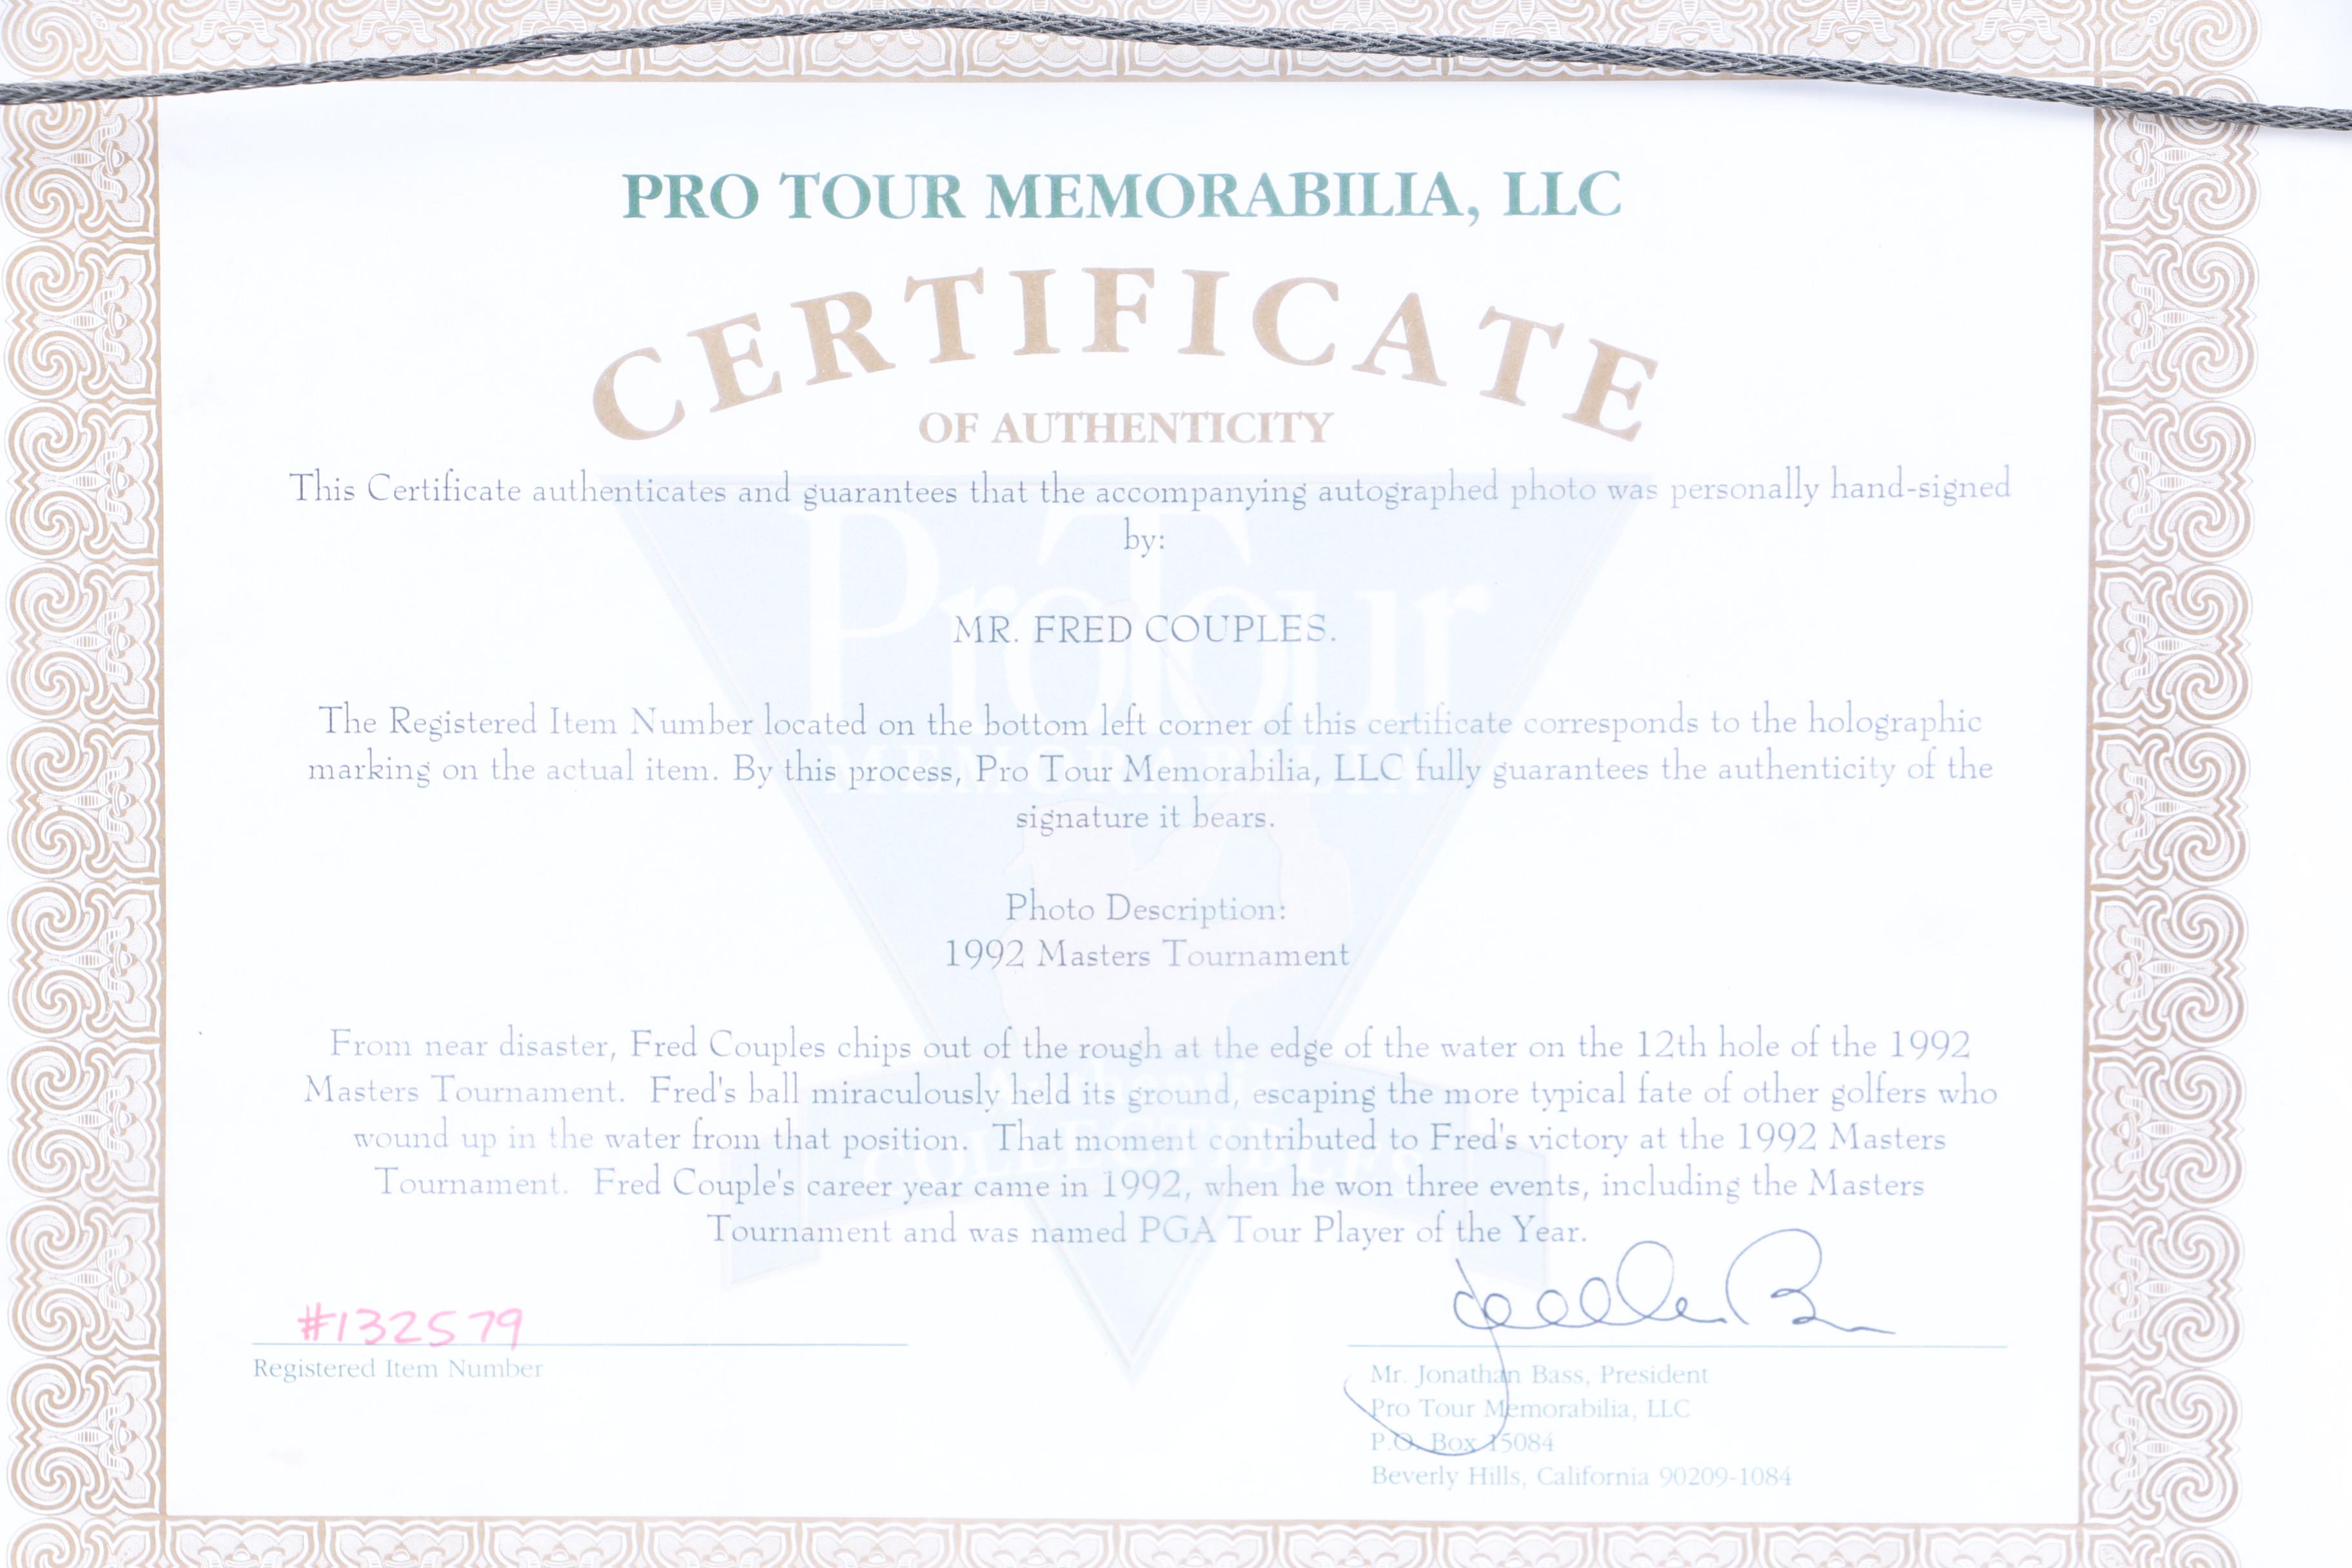 PRO TOUR MEMORABILIA, LLC
CERTIFICATE
OF AUTHENTICITY
This Certificate authenticates and guarantees that the accompanying autographed photo was personally hand-signed
by:
MR. FRED COUPLES.
The Registered Item Number located on the bottom left corner of this certificate corresponds to the holographic
marking on the actual item. By this process, Pro Tour Memorabilia, LLC fully guarantees the authenticity of the
signature it bears.
Photo Description:
1992 Masters Tournament
From near disaster, Fred Couples chips out of the rough at the edge of the water on the 12th hole of the 1992
Masters Tournament. Fred's ball miraculously held its ground, escaping the more typical fate of other golfers who
wound up in the water from that position. That moment contributed to Fred's victory at the 1992 Masters
Tournament. Fred Couple's career year came in 1992, when he won three events, including the Masters
Tournament and was named PGA Tour Player of the Year.
#132579
Registered Item Number
Mr. Jonathan Bass, President
Pro Tour Memorabilia, LLC
P.O. Box 15084
Beverly Hills, California 90209-1084
ProTour
MEMORABILIA
COLLECTIBLES